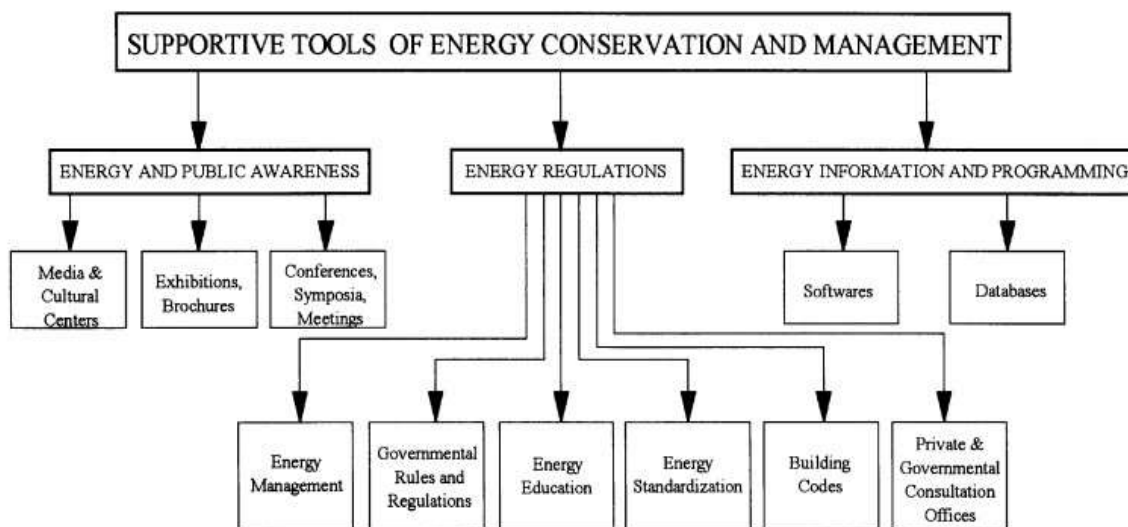 SUPPORTIVE TOOLS OF ENERGY CONSERVATION AND MANAGEMENT
ENERGY AND PUBLIC AWARENESS
ENERGY REGULATIONS
ENERGY INFORMATION AND PROGRAMMING
Media &
Cultural
Centers
Exhibitions,
Brochures
Conferences,
Symposia,
Meetings
Softwares
Databases
Energy
Management
Governmental
Rules and
Regulations
Energy
Education
Energy
Standardization
Building
Codes
Private &
Governmental
Consultation
Offices